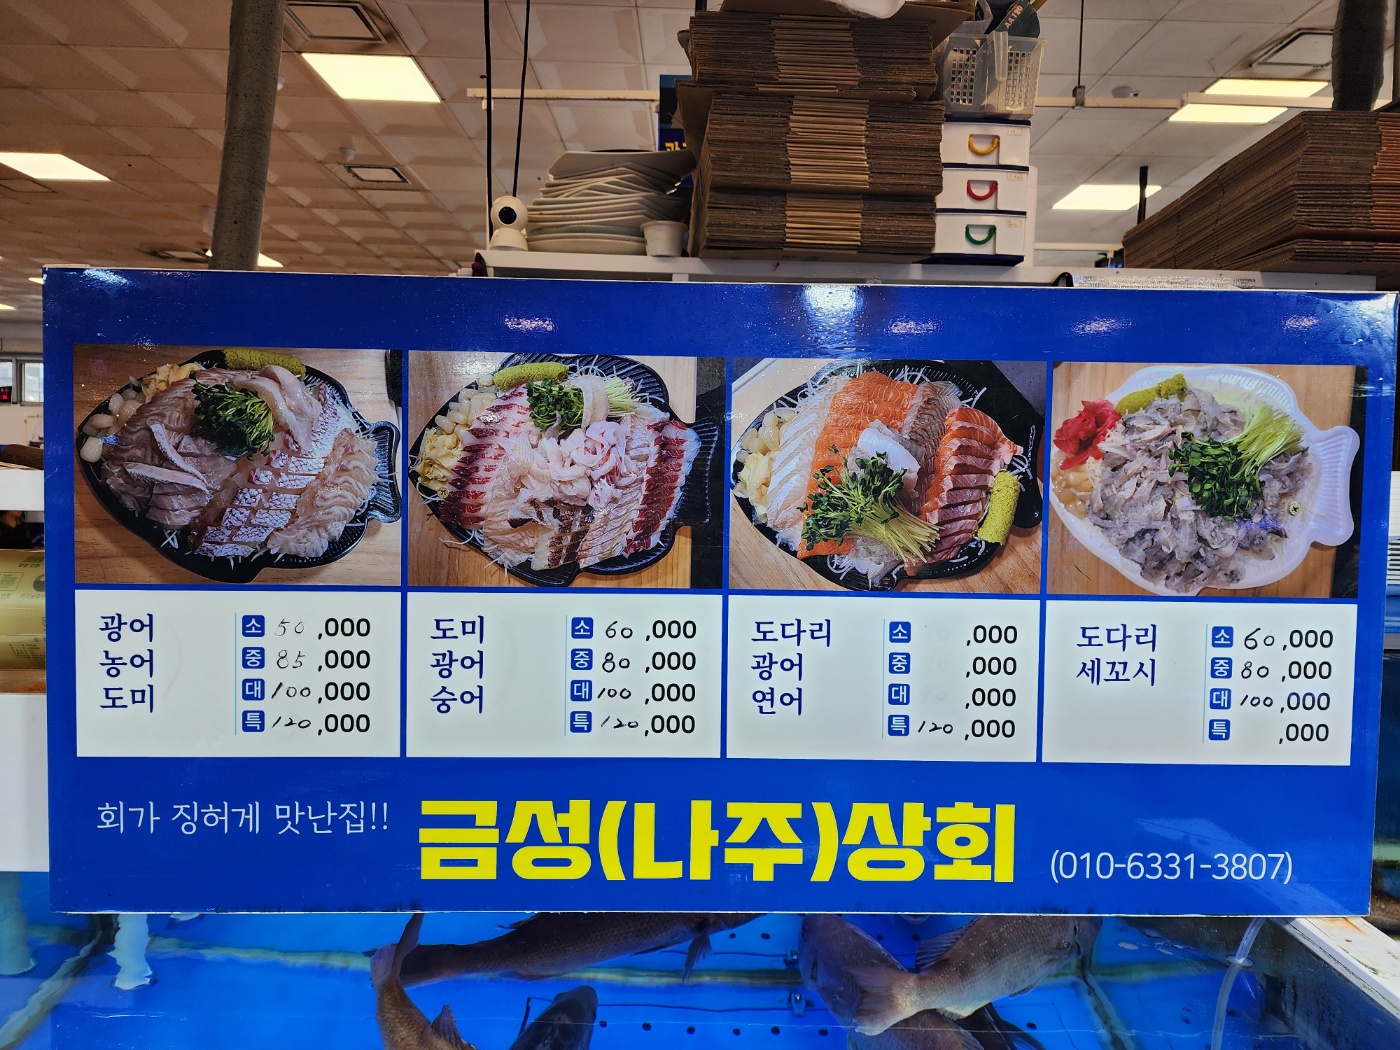 광어
농어
도미
소 50,000
중 85,000
대 100,000
특 120,000
도미
광어
숭어
소 60,000
중 80,000
대 100,000
특 120,000
도다리
광어
연어
소 ,000
중 ,000
대 ,000
특 120,000
도다리
세꼬시
소 60,000
중 80,000
대 100,000
특 ,000
회가 징허게 맛난집!!
금성(나주)상회
(010-6331-3807)